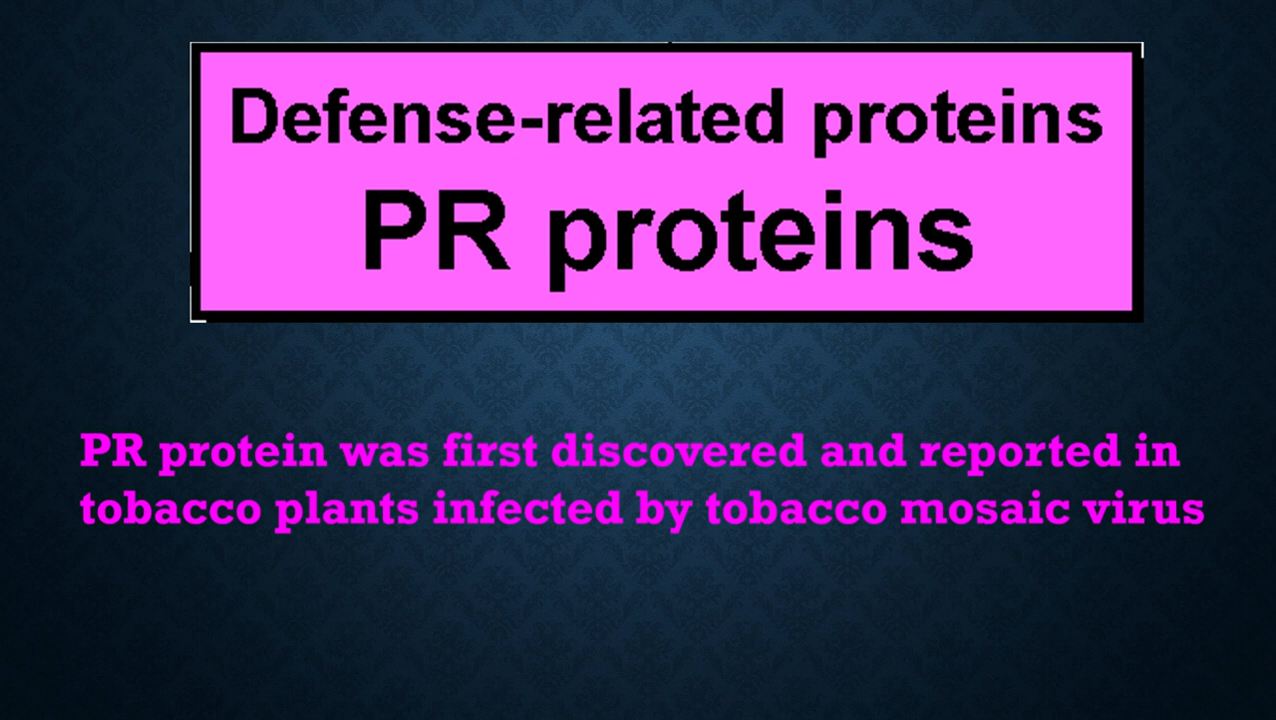 Defense-related proteins
PR proteins
PR protein was first discovered and reported in
tobacco plants infected by tobacco mosaic virus